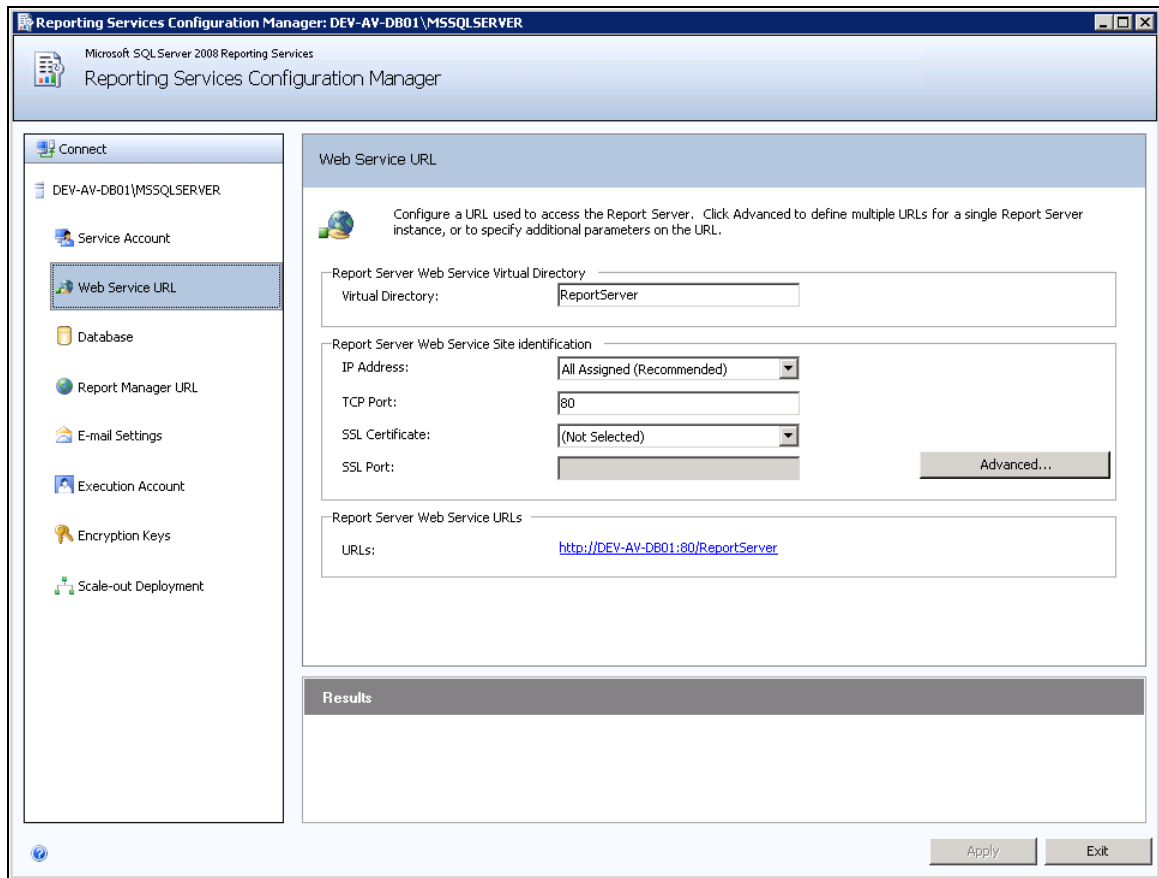 Reporting Services Configuration Manager: DEV-AV-DB01\MSSQLSERVER
Microsoft SQL Server 2008 Reporting Services
Reporting Services Configuration Manager
Connect
DEV-AV-DB01\MSSQLSERVER
Service Account
Web Service URL
Database
Report Manager URL
E-mail Settings
Execution Account
Encryption Keys
Scale-out Deployment
Web Service URL
Configure a URL used to access the Report Server. Click Advanced to define multiple URLs for a single Report Server
instance, or to specify additional parameters on the URL.
Report Server Web Service Virtual Directory
Virtual Directory: ReportServer
Report Server Web Service Site identification
IP Address: All Assigned (Recommended)
TCP Port: 80
SSL Certificate: (Not Selected)
SSL Port:
Advanced...
Report Server Web Service URLs
URLs: http://DEV-AV-DB01:80/ReportServer
Results
Apply Exit